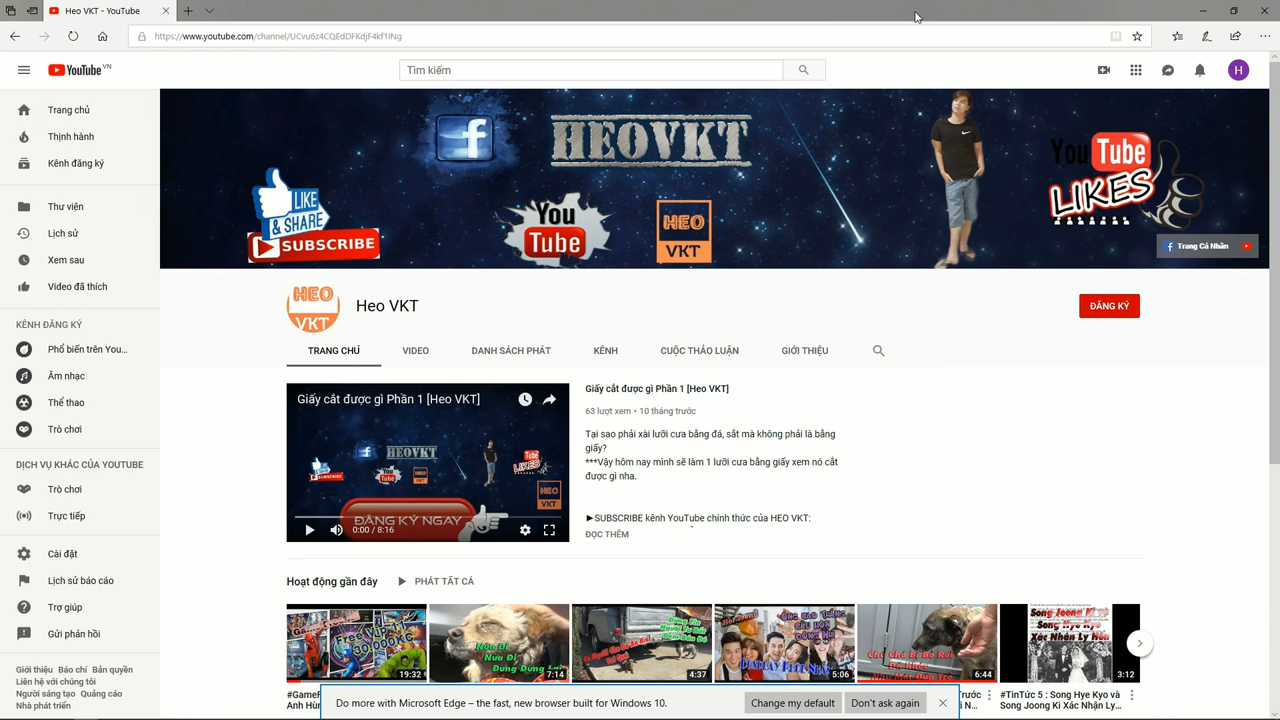 Heo VKT - YouTube
https://www.youtube.com/channel/UCvu6z4CQEdDFKdjF4kf1INg
YouTube VN
Tìm kiếm
H
Trang chủ
Thịnh hành
Kênh đăng ký
Thư viện
Lịch sử
Xem sau
Video đã thích
KÊNH ĐĂNG KÝ
Phổ biến trên You...
Âm nhạc
Thể thao
Trò chơi
DỊCH VỤ KHÁC CỦA YOUTUBE
Trò chơi
Trực tiếp
Cài đặt
Lịch sử báo cáo
Trợ giúp
Gửi phản hồi
Giới thiệu Báo chí Bản quyền
Liên hệ với chúng tôi
Người sáng tạo Quảng cáo
Nhà phát triển
HEOVKT
LIKE & SHARE
SUBSCRIBE
You Tube
HEO VKT
YouTube LIKES
Trang Cá Nhân
HEO VKT
Heo VKT
ĐĂNG KÝ
TRANG CHỦ VIDEO DANH SÁCH PHÁT KÊNH CUỘC THẢO LUẬN GIỚI THIỆU
Giấy cắt được gì Phần 1 [Heo VKT]
HEOVKT
HEO VKT
ĐĂNG KÝ NGAY
0:00 / 8:16
Giấy cắt được gì Phần 1 [Heo VKT]
63 lượt xem • 10 tháng trước
Tại sao phải xài lưỡi cưa bằng đá, sắt mà không phải là bằng
giấy?
***Vậy hôm nay mình sẽ làm 1 lưỡi cưa bằng giấy xem nó cắt
được gì nha.
►SUBSCRIBE kênh YouTube chính thức của HEO VKT:
ĐỌC THÊM
Hoạt động gần đây
PHÁT TẤT CẢ
19:32
7:14
4:37
5:06
6:44
Song Joong Ki
Song Hye Kyo
Xác Nhận Ly Hôn
3:12
#TinTức 5 : Song Hye Kyo và
Song Joong Ki Xác Nhận Ly...
Do more with Microsoft Edge – the fast, new browser built for Windows 10.
Change my default
Don't ask again